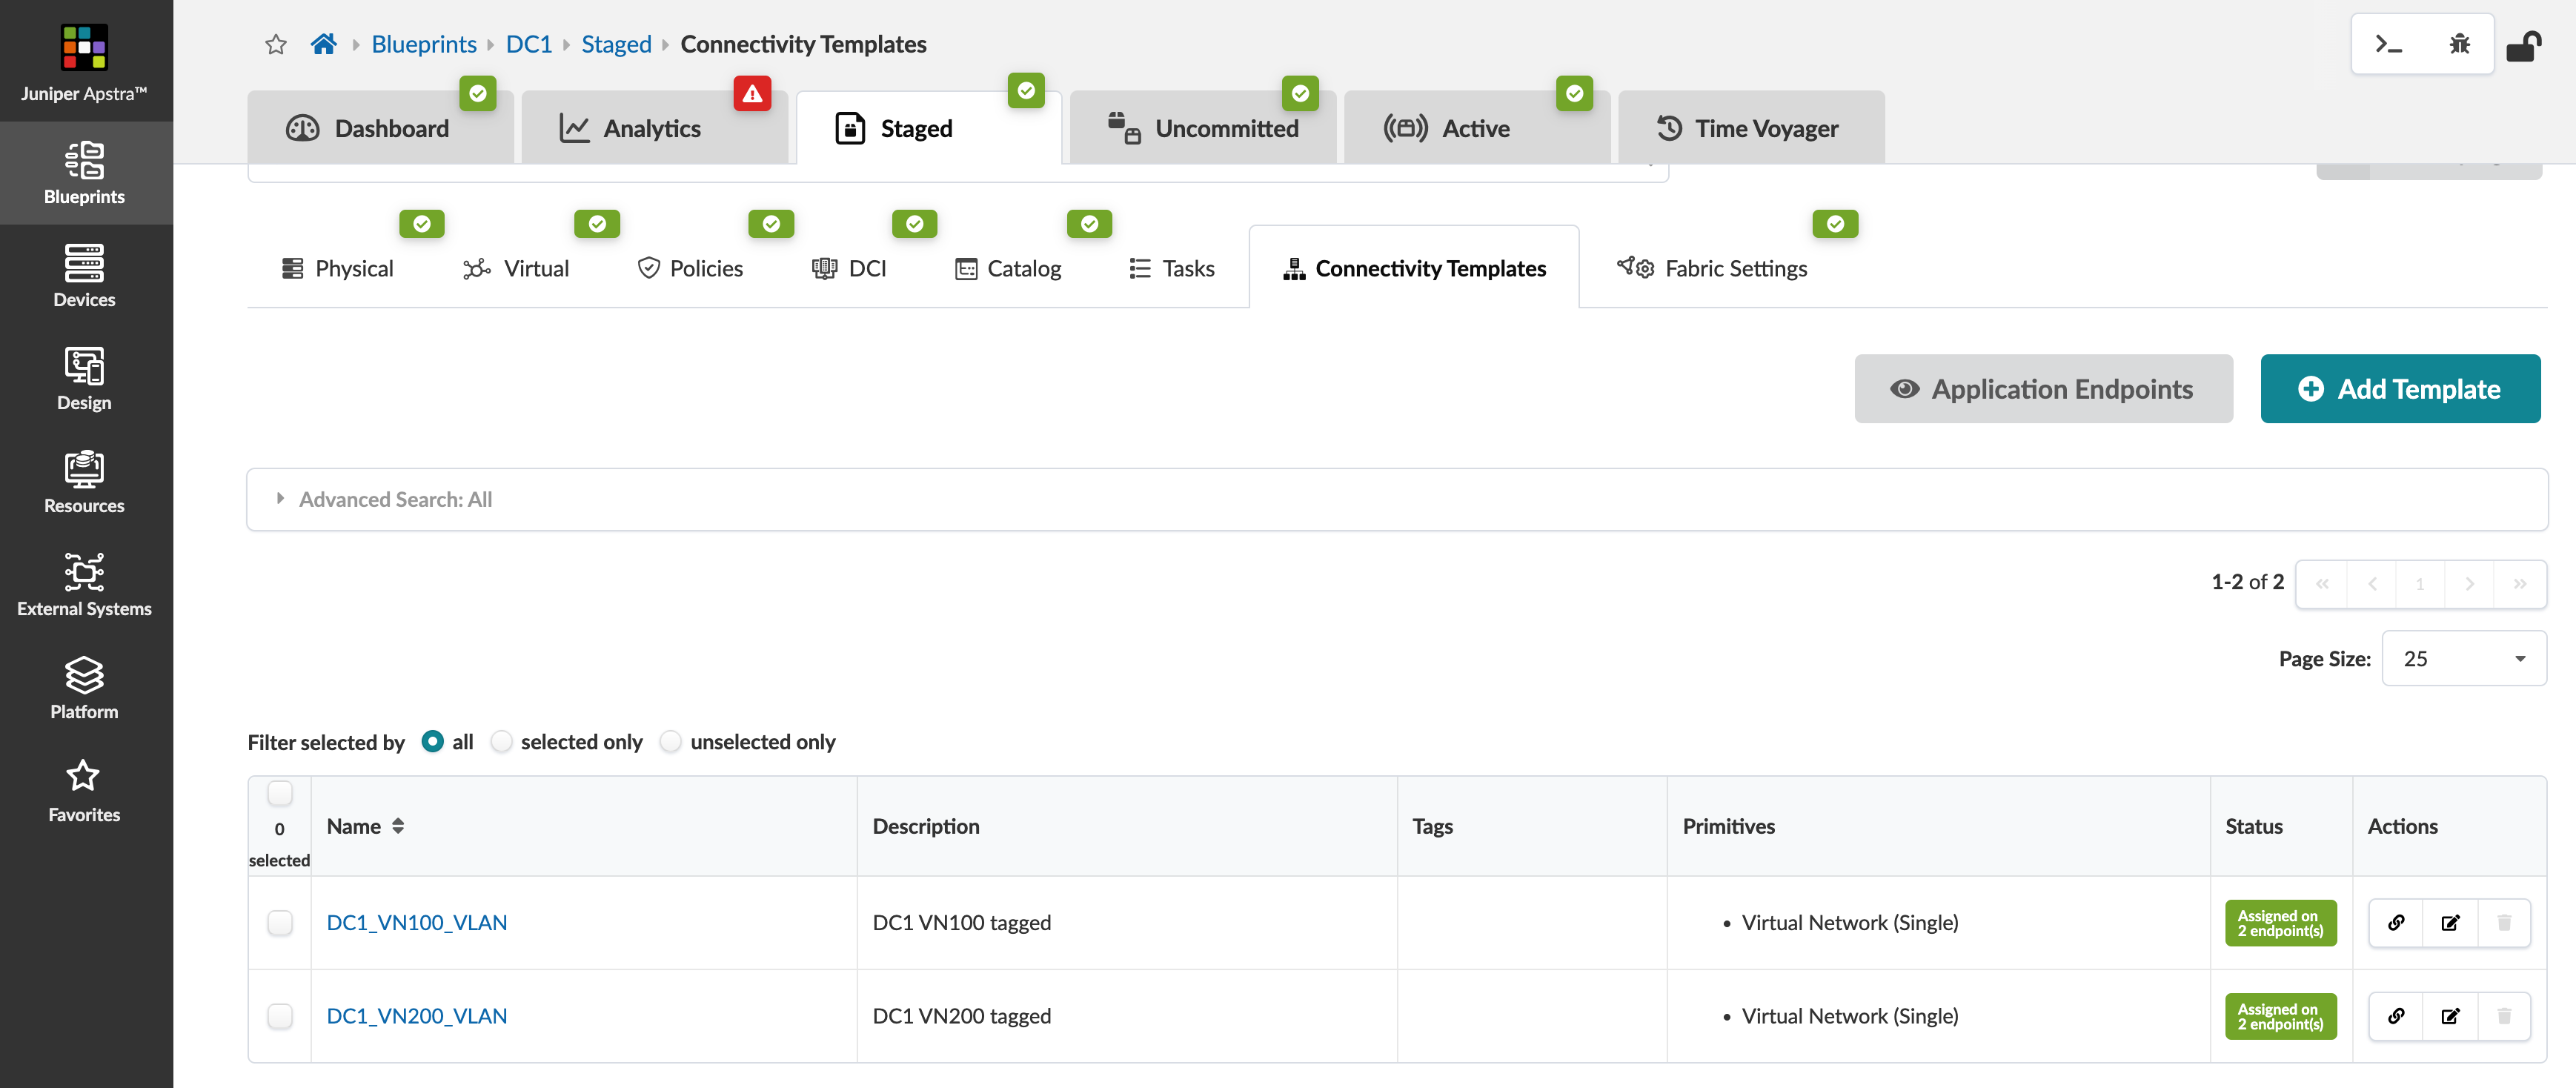 Juniper Apstra™
Blueprints
Devices
Design
Resources
External Systems
Platform
Favorites
Blueprints DC1 Staged Connectivity Templates
Dashboard Analytics Staged Uncommitted Active Time Voyager
Physical Virtual Policies DCI Catalog Tasks Connectivity Templates Fabric Settings
Application Endpoints Add Template
Advanced Search: All
1-2 of 2 « < 1 > »
Page Size: 25
Filter selected by all selected only unselected only
0
selected
Name Description Tags Primitives Status Actions
DC1_VN100_VLAN DC1 VN100 tagged • Virtual Network (Single) Assigned on
2 endpoint(s)
DC1_VN200_VLAN DC1 VN200 tagged • Virtual Network (Single) Assigned on
2 endpoint(s)